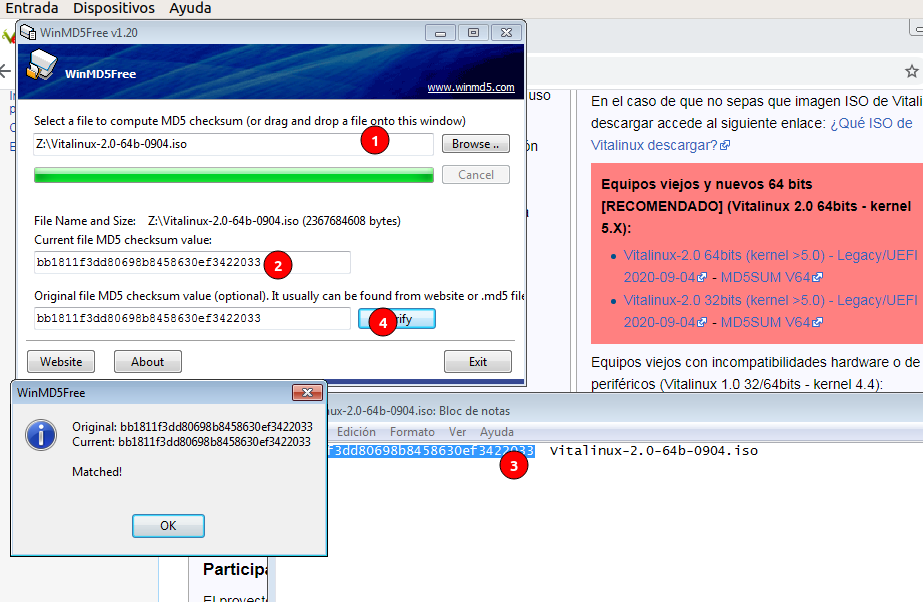 Entrada Dispositivos Ayuda
WinMD5Free v1.20
WinMD5Free
www.winmd5.com
Select a file to compute MD5 checksum (or drag and drop a file onto this window)
1
Z:\Vitalinux-2.0-64b-0904.iso
Browse ..
Cancel
File Name and Size: Z:\Vitalinux-2.0-64b-0904.iso (2367684608 bytes)
Current file MD5 checksum value:
bb1811f3dd80698b8458630ef3422033
2
Original file MD5 checksum value (optional). It usually can be found from website or .md5 file
bb1811f3dd80698b8458630ef3422033
4
Website
About
Exit
WinMD5Free
Original: bb1811f3dd80698b8458630ef3422033
Current: bb1811f3dd80698b8458630ef3422033
Matched!
OK
uso
En el caso de que no sepas que imagen ISO de Vitali
descargar accede al siguiente enlace: ¿Qué ISO de
Vitalinux descargar?
Equipos viejos y nuevos 64 bits
[RECOMENDADO] (Vitalinux 2.0 64bits - kernel
5.X):
Vitalinux-2.0 64bits (kernel >5.0) - Legacy/UEFI
2020-09-04 - MD5SUM V64
Vitalinux-2.0 32bits (kernel >5.0) - Legacy/UEFI
2020-09-04 - MD5SUM V64
Equipos viejos con incompatibilidades hardware o de
periféricos (Vitalinux 1.0 32/64bits - kernel 4.4):
ux-2.0-64b-0904.iso: Bloc de notas
Edición Formato Ver Ayuda
f3dd80698b8458630ef3422033 Vitalinux-2.0-64b-0904.iso
3
Participa
El proyecto